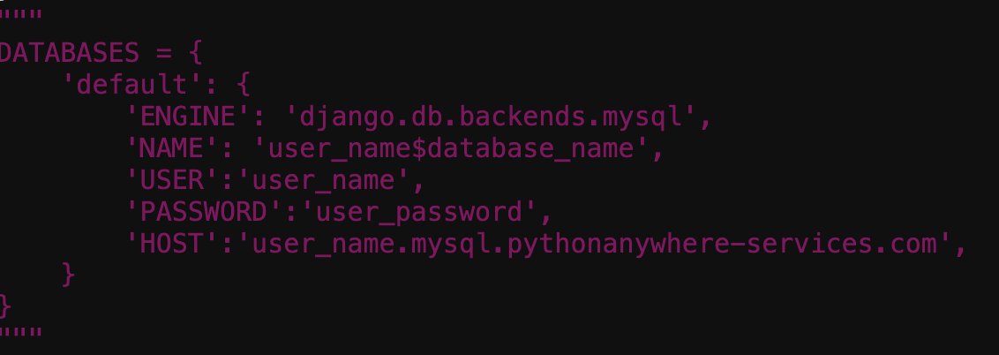 """
DATABASES = {
    'default': {
        'ENGINE': 'django.db.backends.mysql',
        'NAME': 'user_name$database_name',
        'USER':'user_name',
        'PASSWORD':'user_password',
        'HOST':'user_name.mysql.pythonanywhere-services.com',
    }
}
"""